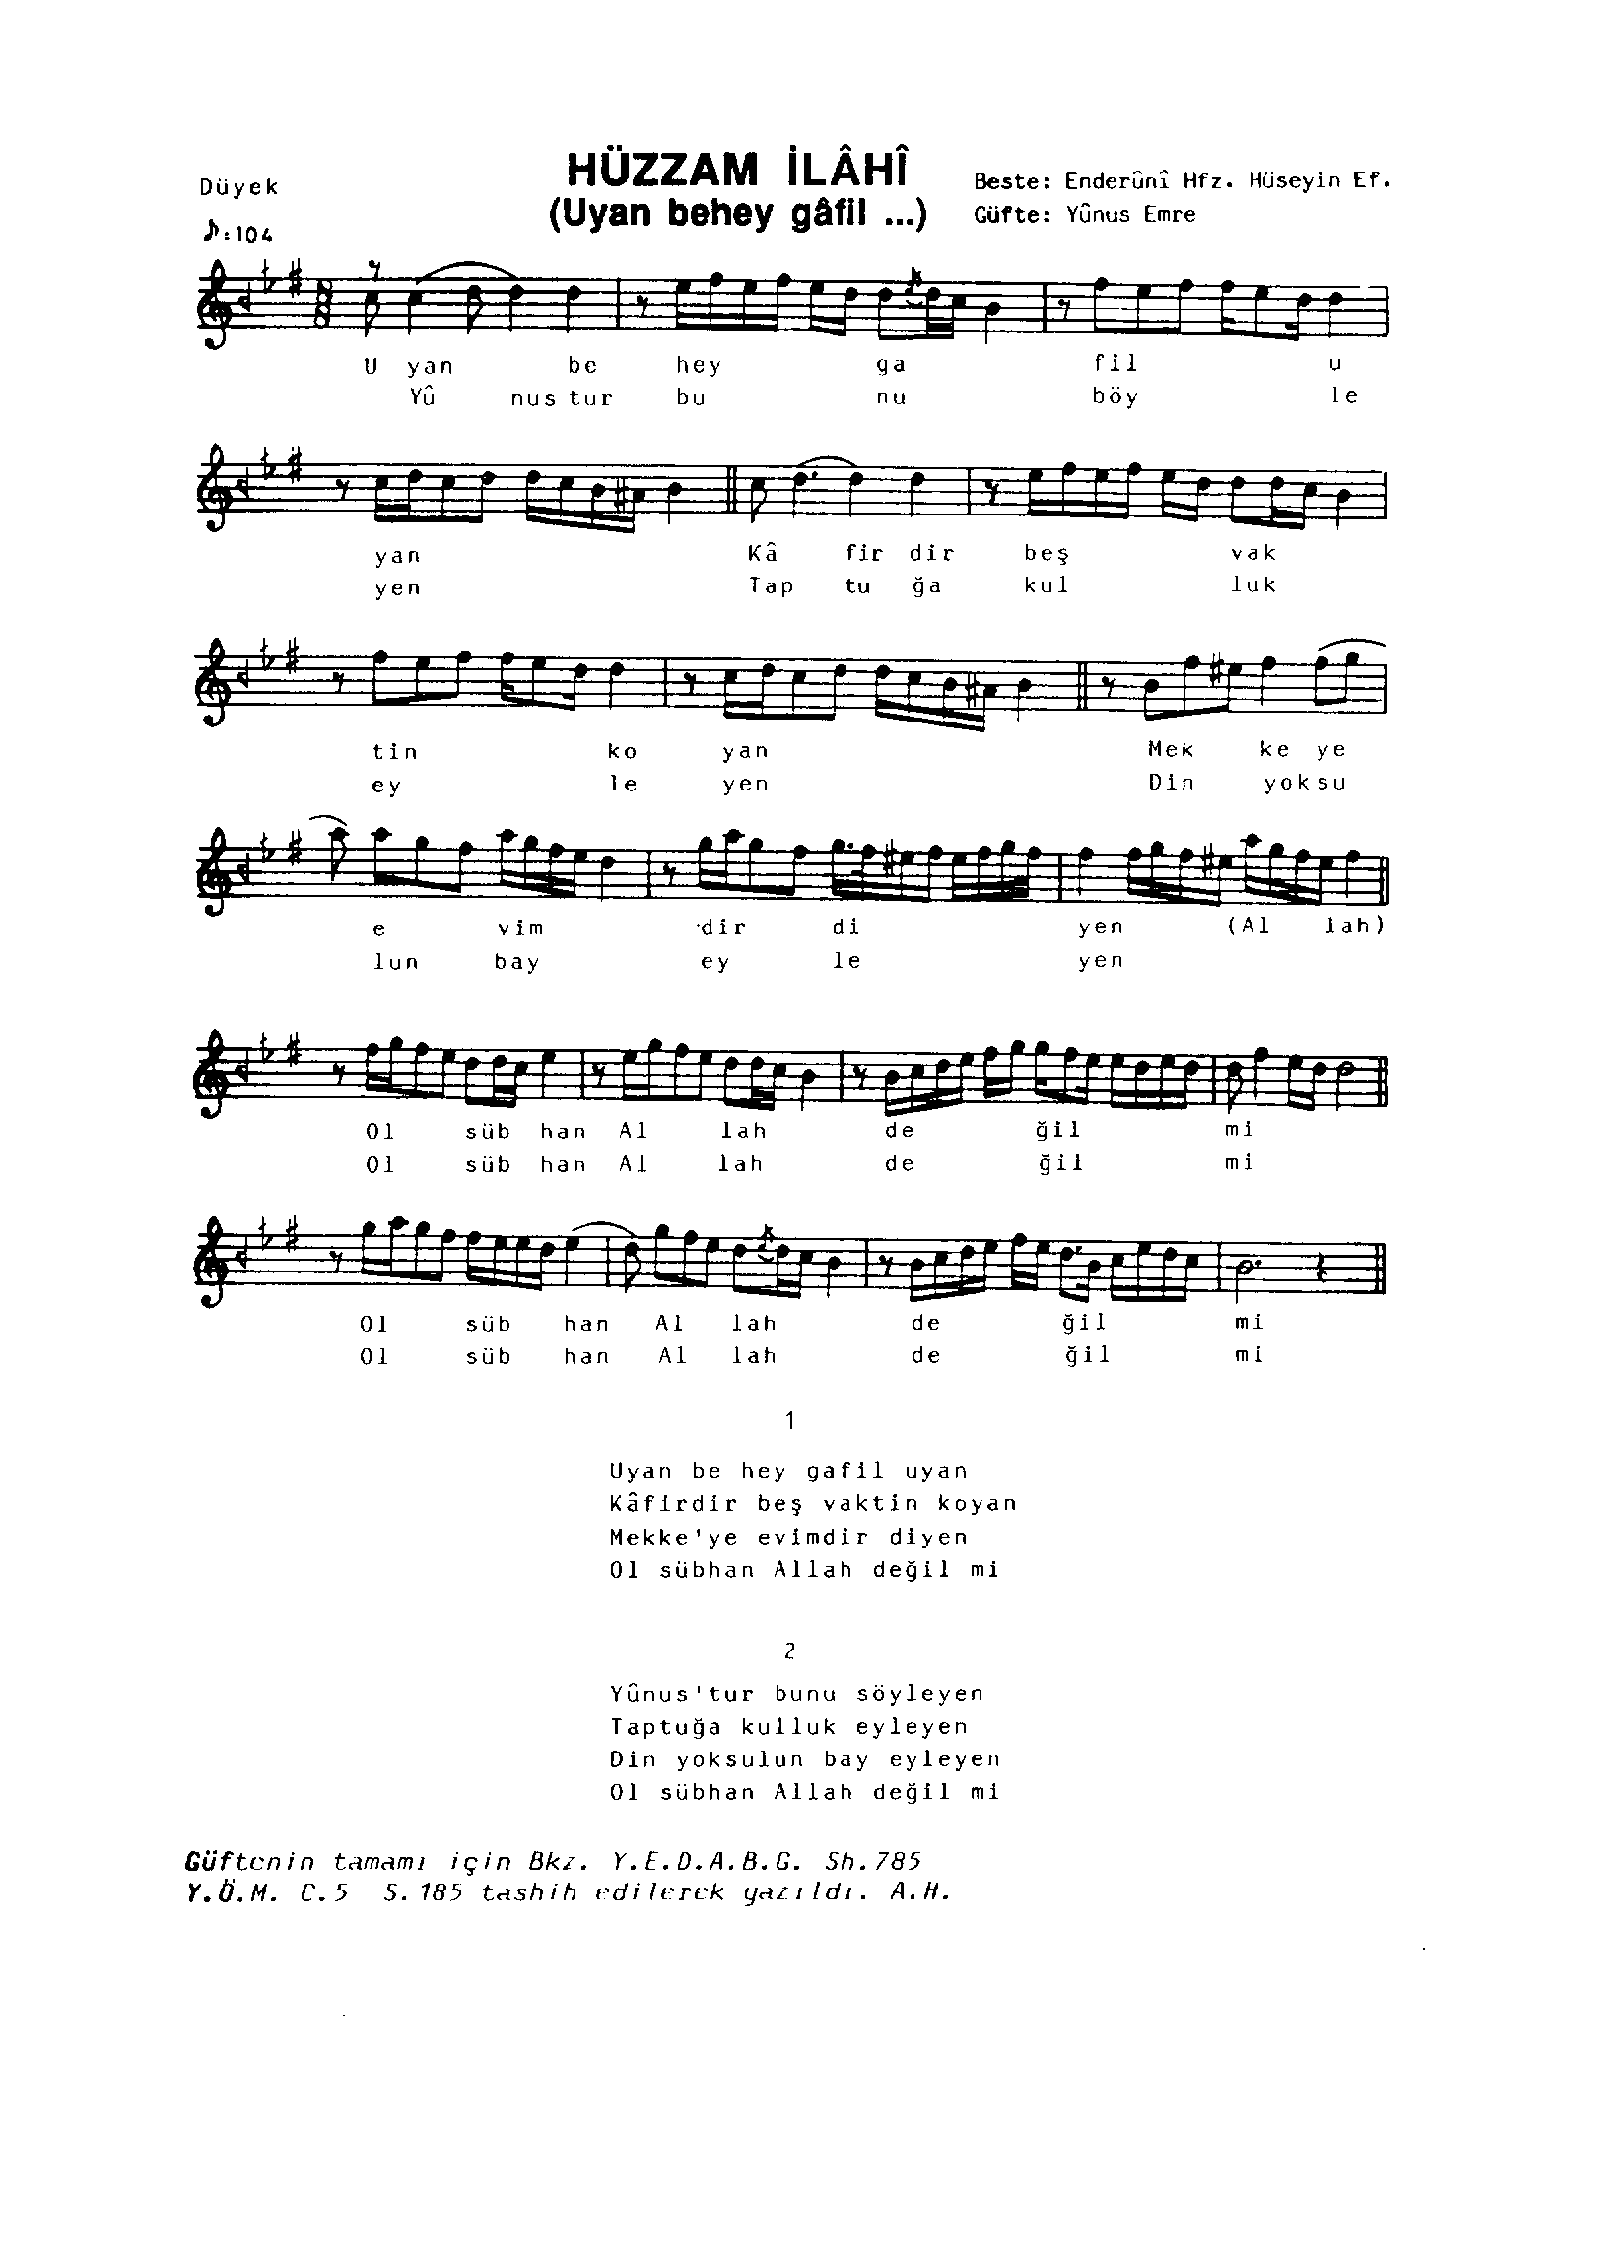 HÜZZAM İLÂHÎ
(Uyan behey gâfil ...)
Düyek
♪:104
Beste: Enderûnî Hfz. Hüseyin Ef.
Güfte: Yûnus Emre
8
8
U yan be hey ga fil u
Yû nus tur bu nu böy le
yan Kâ fir dir beş vak
yen Tap tu ğa kul luk
tin ko yan Mek ke ye
ey le yen Din yok su
e vim dir di yen (Al lah)
lun bay ey le yen
Ol süb han Al lah de ğil mi
Ol süb han Al lah de ğil mi
Ol süb han Al lah de ğil mi
Ol süb han Al lah de ğil mi
1
Uyan be hey gafil uyan
Kâfirdir beş vaktin koyan
Mekke'ye evimdir diyen
Ol sübhan Allah değil mi
2
Yûnus'tur bunu söyleyen
Taptuğa kulluk eyleyen
Din yoksulun bay eyleyen
Ol sübhan Allah değil mi
Güftenin tamamı için Bkz. Y.E.D.A.B.G. Sh.785
Y.Ö.M. C.5 S.185 tashih edilerek yazıldı. A.H.